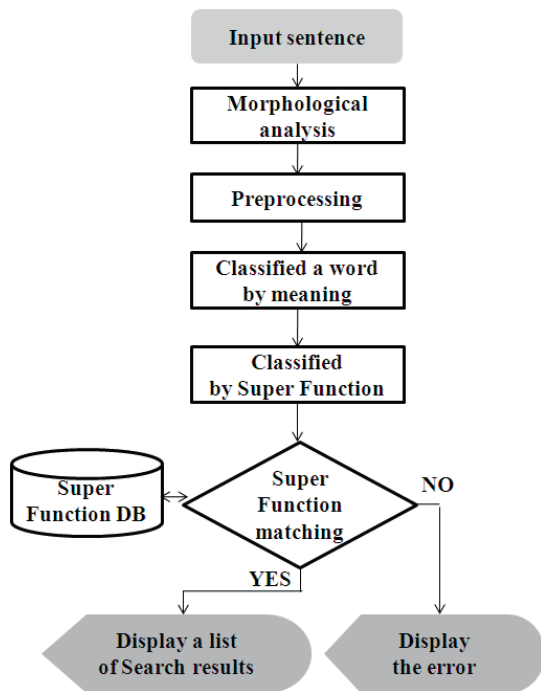 Input sentence
Morphological
analysis
Preprocessing
Classified a word
by meaning
Classified
by Super Function
Super
Function DB
Super
Function
matching
NO
YES
Display a list
of Search results
Display
the error